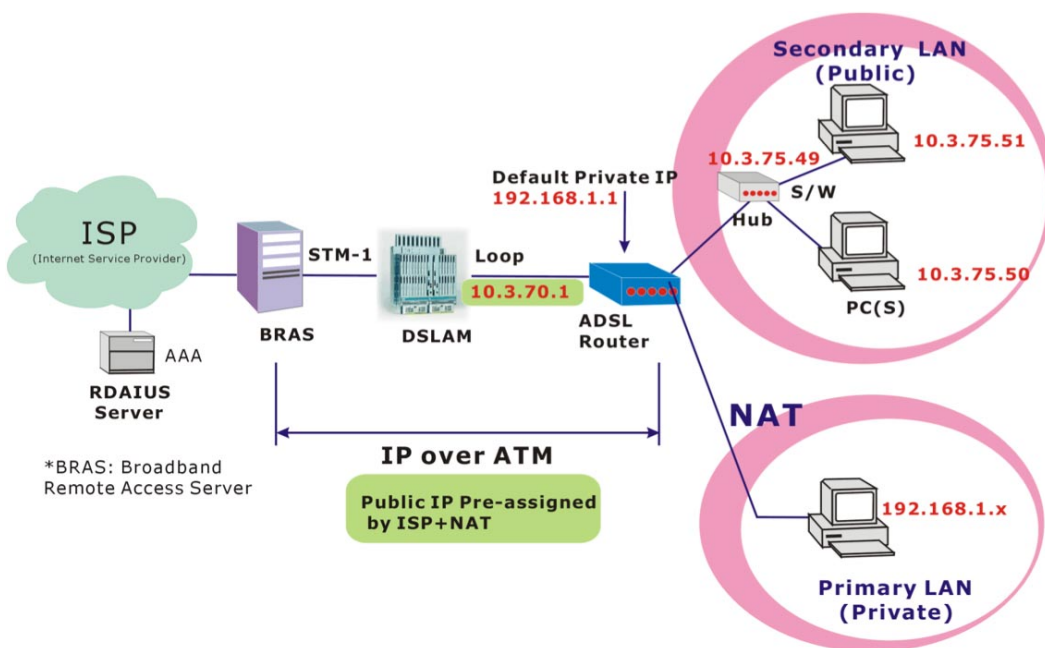 Secondary LAN
(Public)
10.3.75.51
10.3.75.49
S/W
Hub
10.3.75.50
PC(S)
Default Private IP
192.168.1.1
ISP
(Internet Service Provider)
STM-1
Loop
10.3.70.1
BRAS
DSLAM
ADSL
Router
AAA
RDAIUS
Server
*BRAS: Broadband
Remote Access Server
IP over ATM
Public IP Pre-assigned
by ISP+NAT
NAT
192.168.1.x
Primary LAN
(Private)